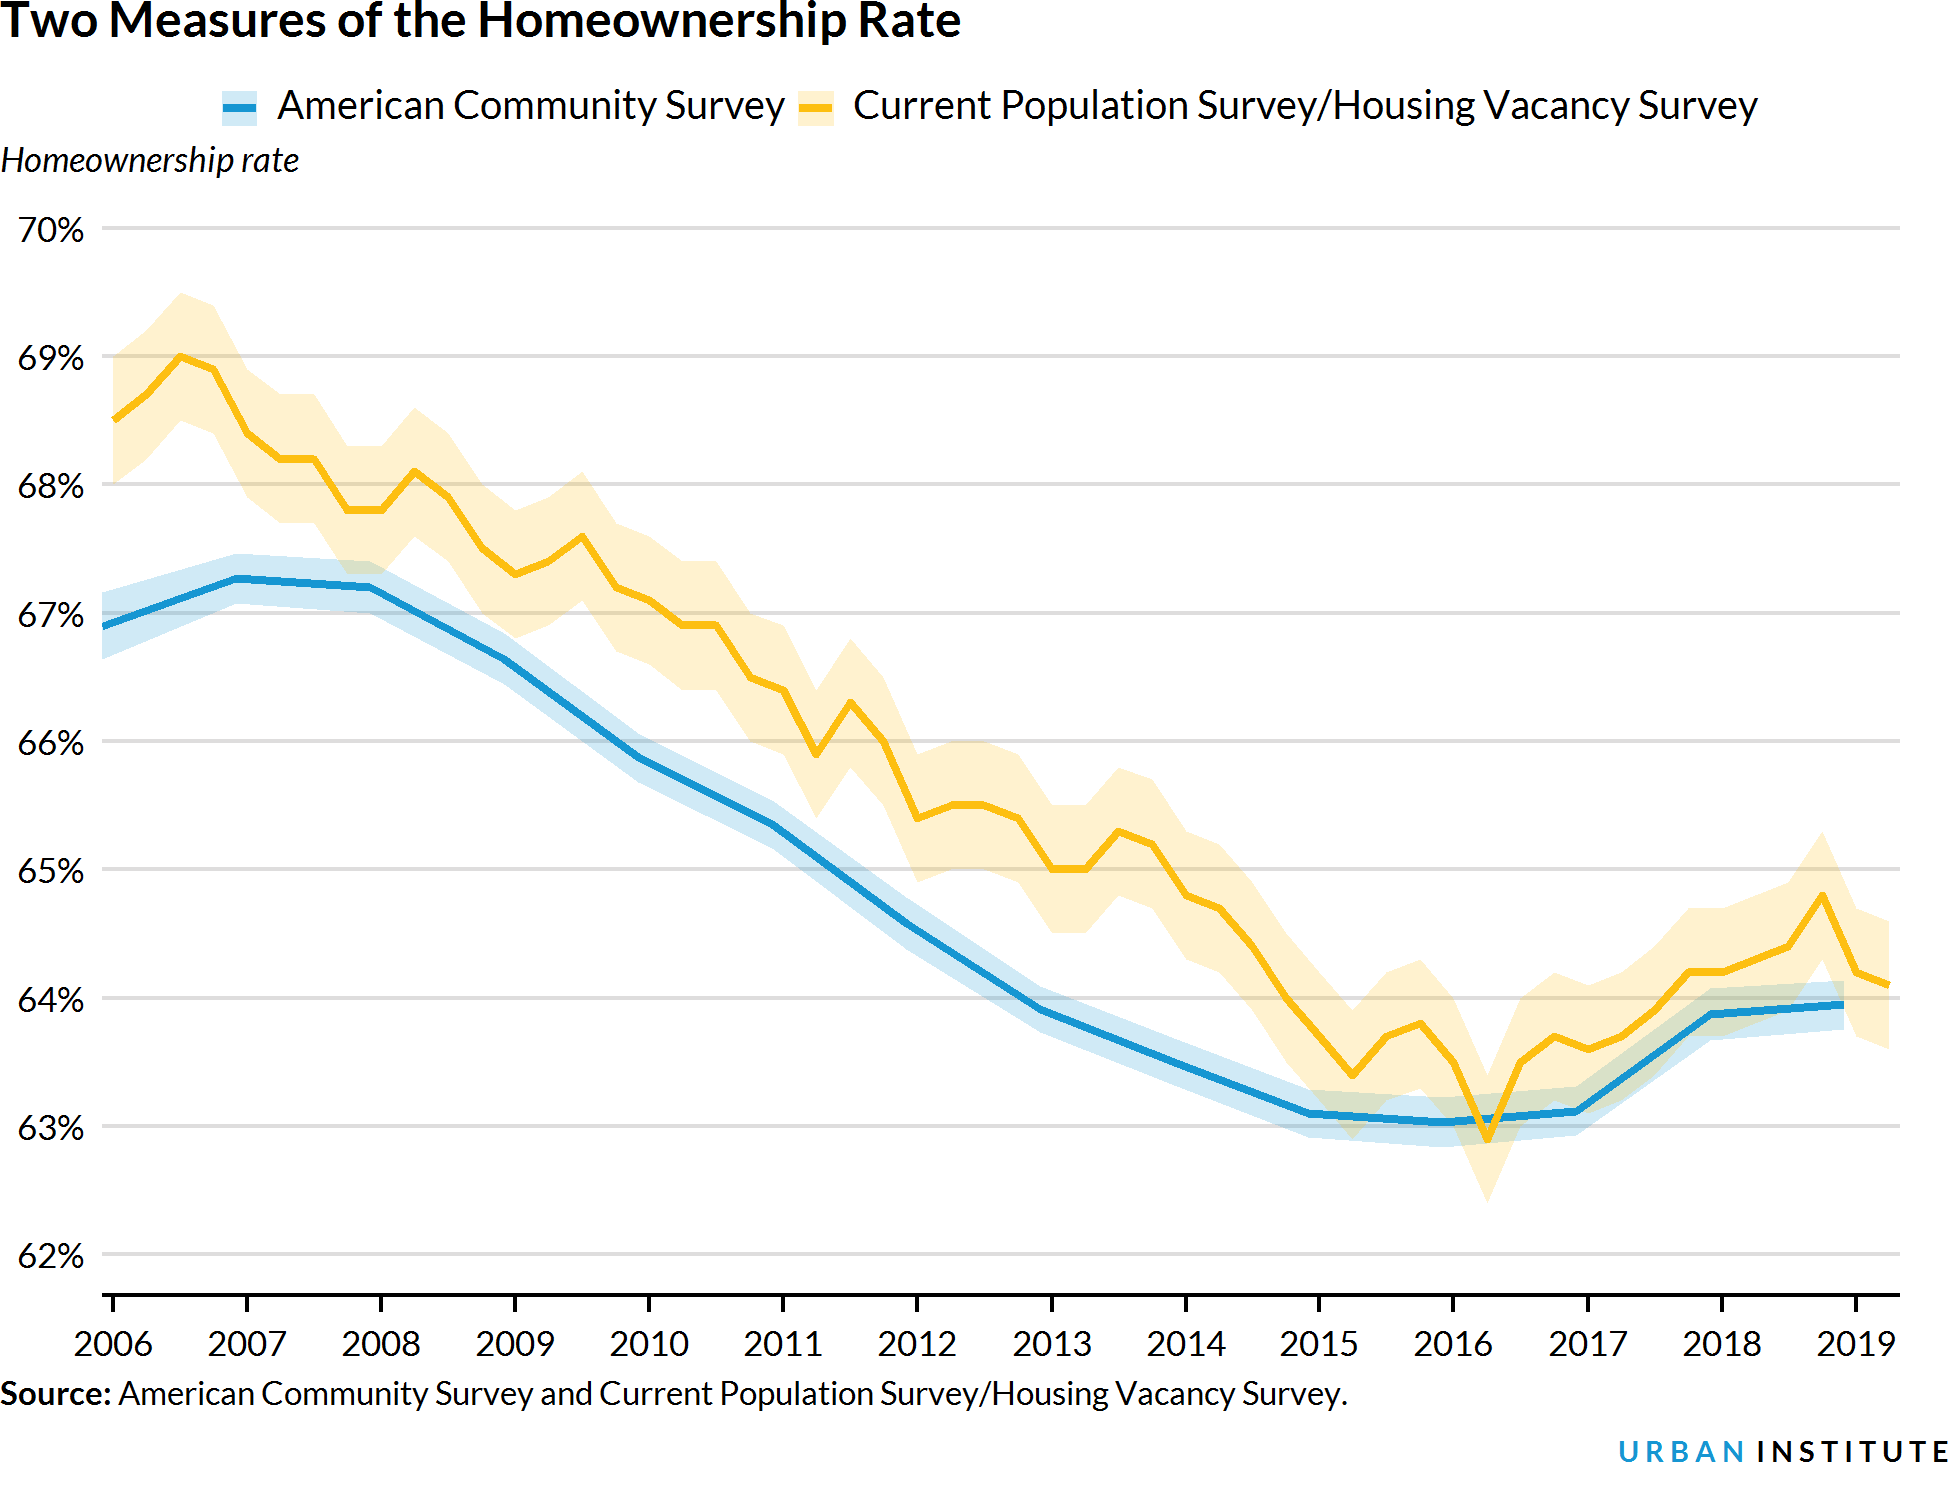 Two Measures of the Homeownership Rate
American Community Survey Current Population Survey/Housing Vacancy Survey
Homeownership rate
70%
69%
68%
67%
66%
65%
64%
63%
62%
2006 2007 2008 2009 2010 2011 2012 2013 2014 2015 2016 2017 2018 2019
Source: American Community Survey and Current Population Survey/Housing Vacancy Survey.
URBAN INSTITUTE